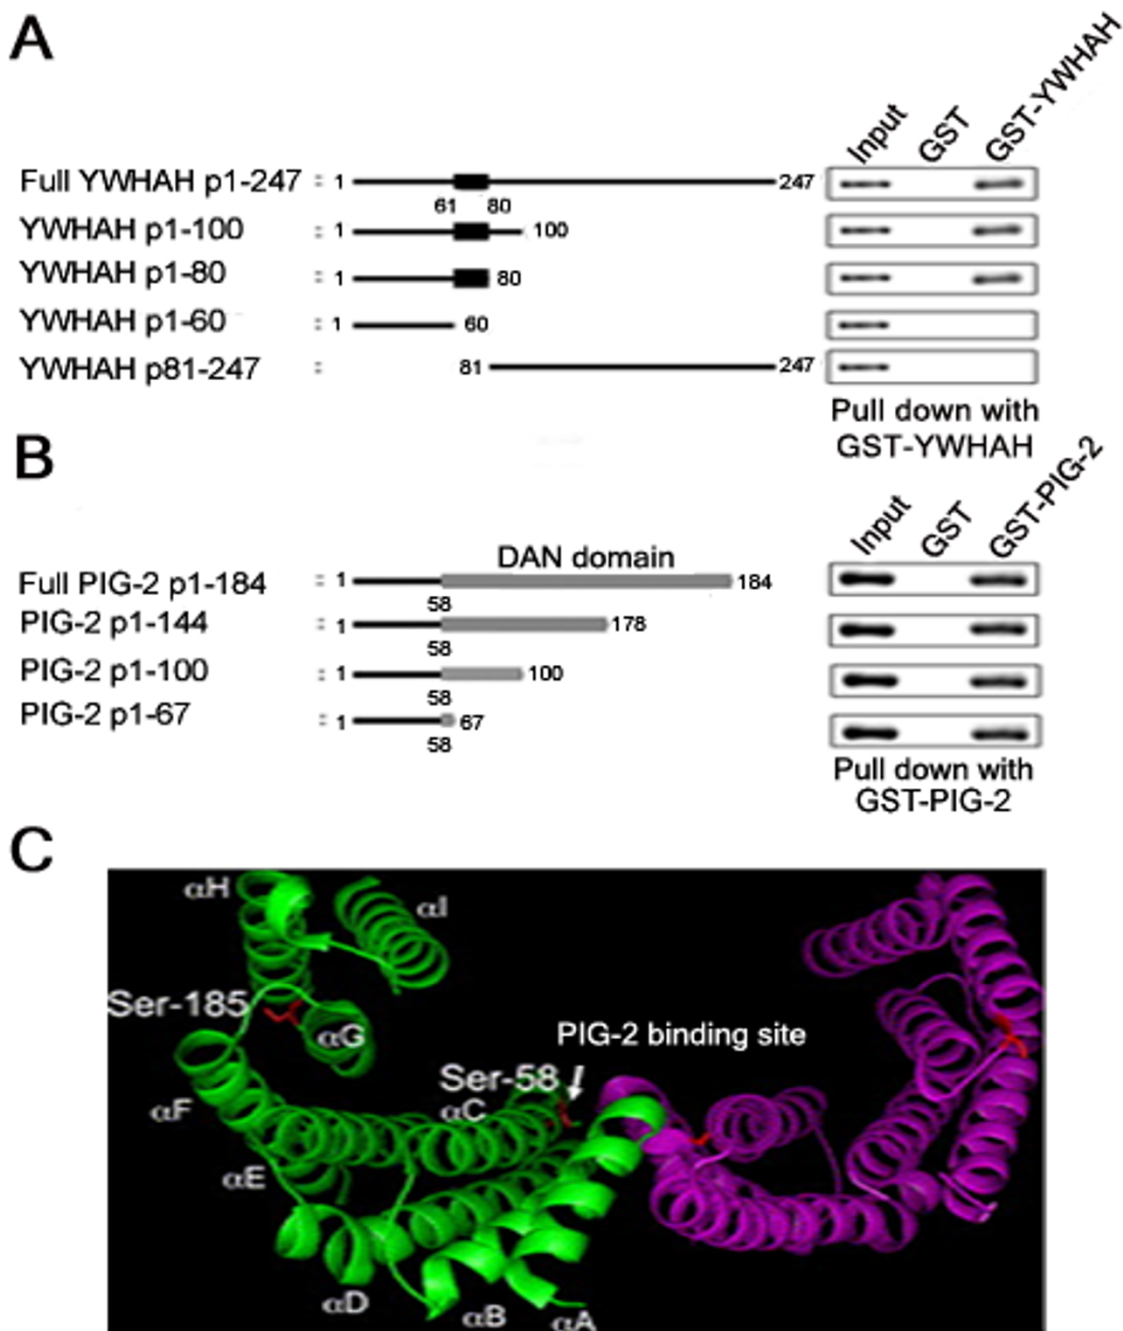 A
Input GST GST-YWHAH
Full YWHAH p1-247 : 1 247
61 80
YWHAH p1-100 : 1 100
YWHAH p1-80 : 1 80
YWHAH p1-60 : 1 60
YWHAH p81-247 : 81 247
Pull down with
GST-YWHAH
B
Input GST GST-PIG-2
DAN domain
Full PIG-2 p1-184 : 1 184
58
PIG-2 p1-144 : 1 178
58
PIG-2 p1-100 : 1 100
58
PIG-2 p1-67 : 1 67
58
Pull down with
GST-PIG-2
C
αH
αI
Ser-185
αG
PIG-2 binding site
Ser-58
αC
αF
αE
αD
αB
αA